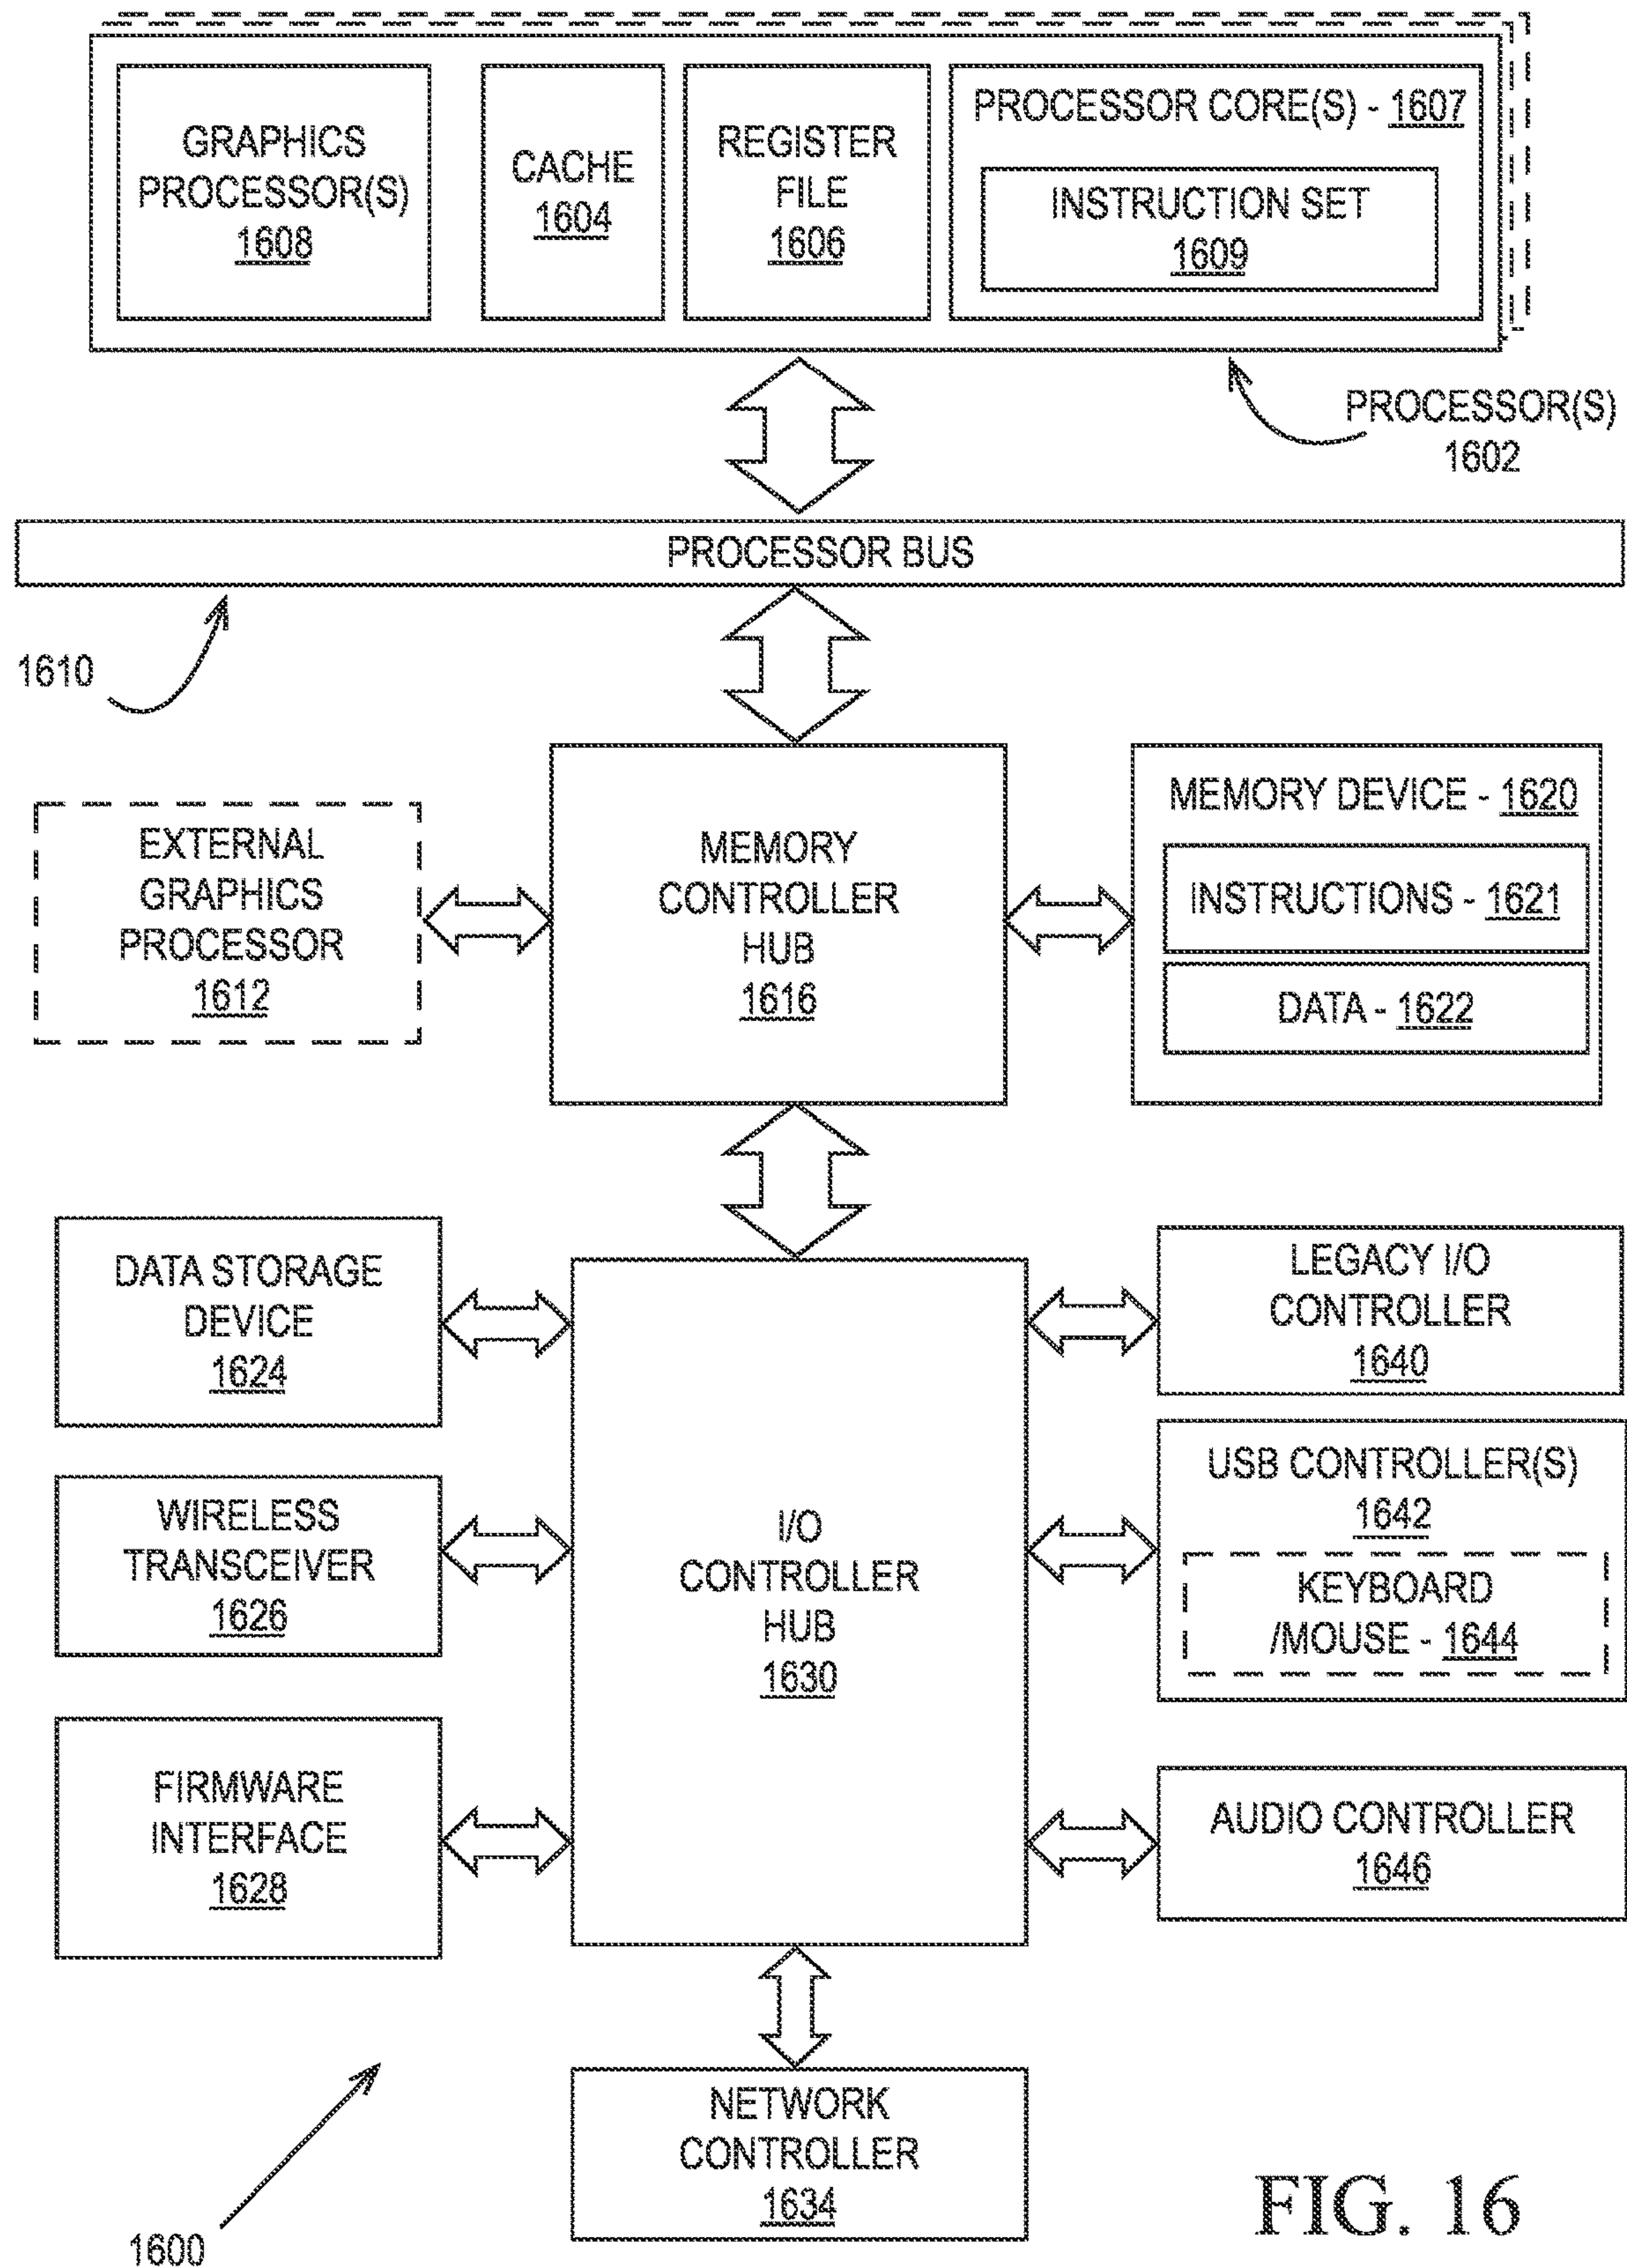 GRAPHICS
PROCESSOR(S)
1608
CACHE
1604
REGISTER
FILE
1606
PROCESSOR CORE(S) - 1607
INSTRUCTION SET
1609
PROCESSOR(S)
1602
PROCESSOR BUS
1610
EXTERNAL
GRAPHICS
PROCESSOR
1612
MEMORY
CONTROLLER
HUB
1616
MEMORY DEVICE - 1620
INSTRUCTIONS - 1621
DATA - 1622
DATA STORAGE
DEVICE
1624
WIRELESS
TRANSCEIVER
1626
FIRMWARE
INTERFACE
1628
I/O
CONTROLLER
HUB
1630
LEGACY I/O
CONTROLLER
1640
USB CONTROLLER(S)
1642
KEYBOARD
/MOUSE - 1644
AUDIO CONTROLLER
1646
NETWORK
CONTROLLER
1634
1600
FIG. 16